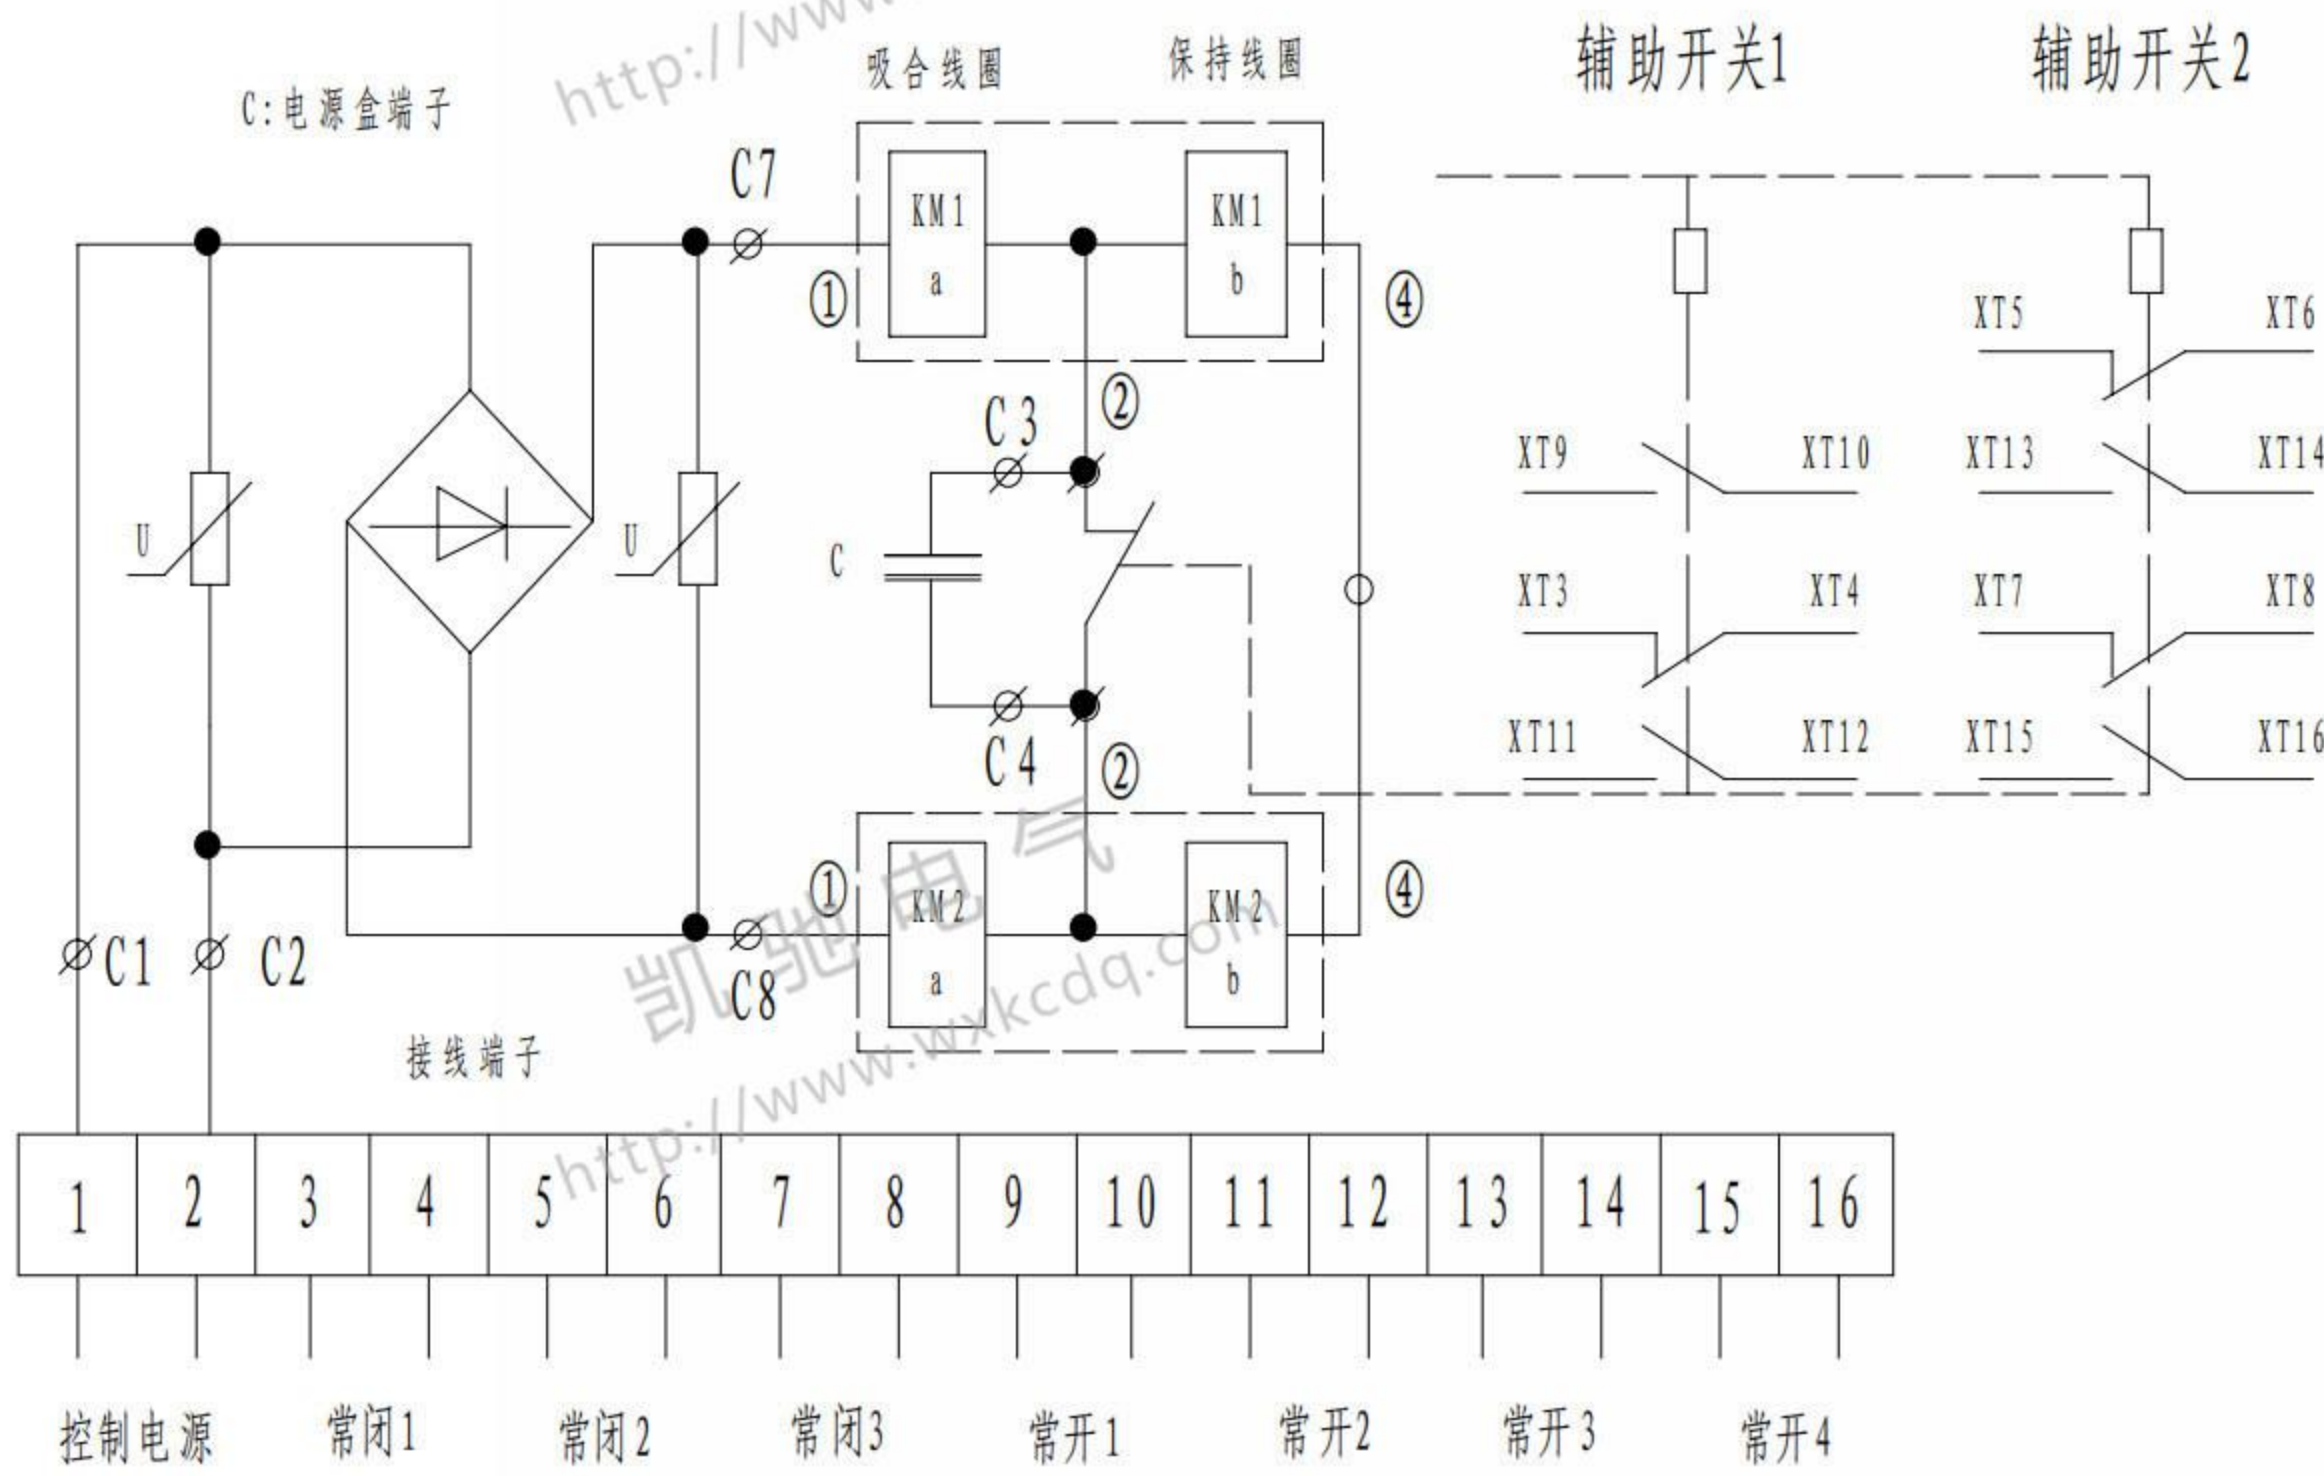 http://www
吸合线圈
保持线圈
辅助开关1
辅助开关2
C:电源盒端子
C7
KM1
a
KM1
b
①
④
XT5
XT6
C3
②
XT9
XT10
XT13
XT14
U
U
C
XT3
XT4
XT7
XT8
C4
②
XT11
XT12
XT15
XT16
①
KM2
a
KM2
b
④
C1
C2
C8
凯驰电气
http://www.wxkcdq.com
接线端子
1 2 3 4 5 6 7 8 9 10 11 12 13 14 15 16
控制电源 常闭1 常闭2 常闭3 常开1 常开2 常开3 常开4